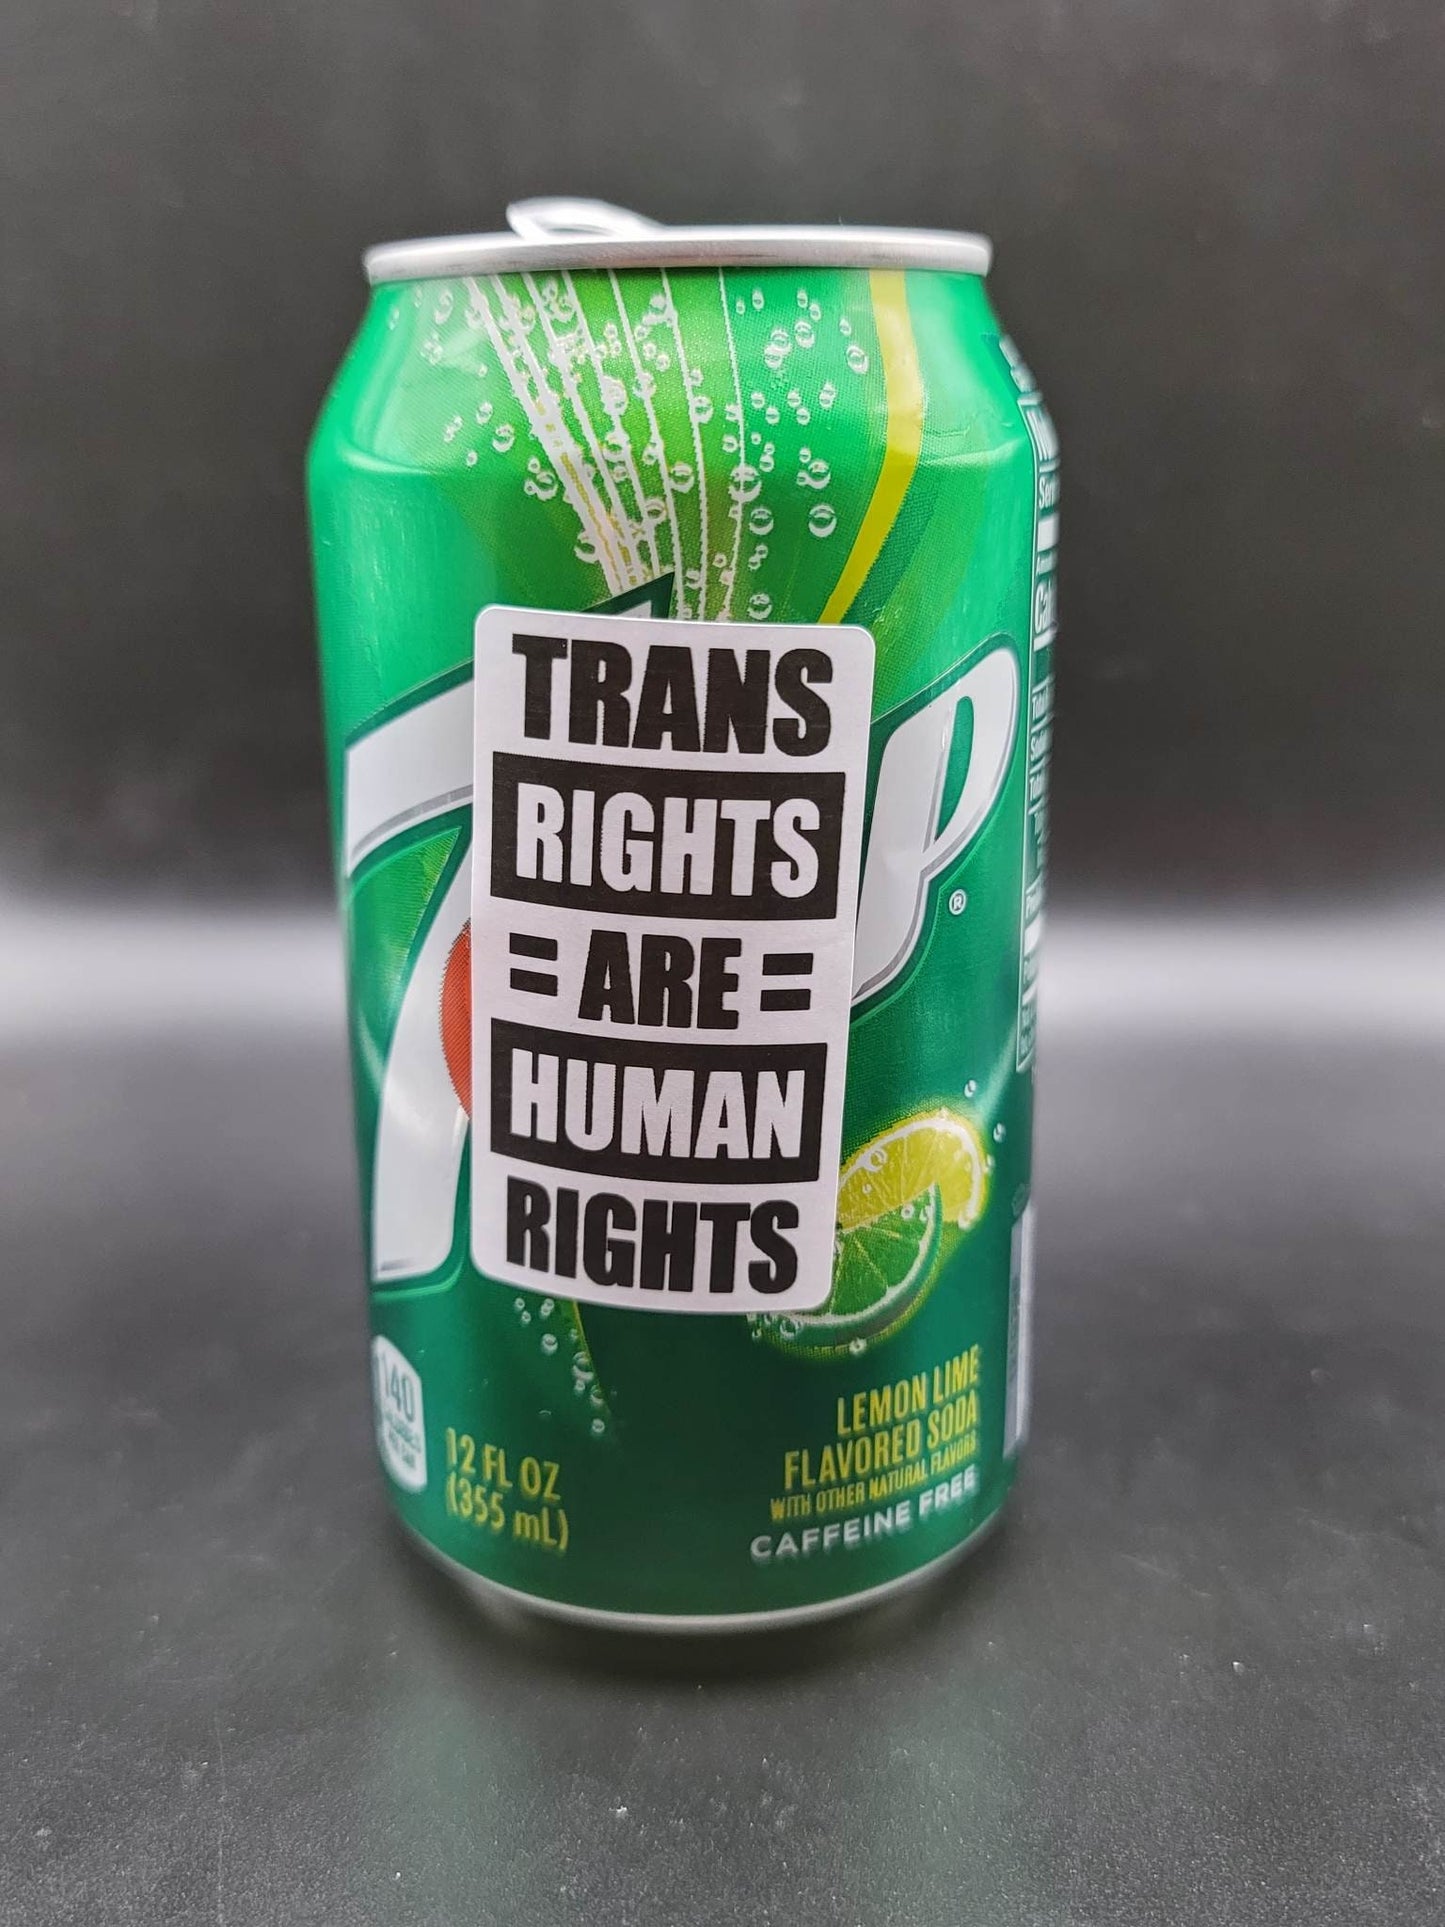 TRANS
RIGHTS
= ARE =
HUMAN
RIGHTS
7 p
®
140
12 FL OZ
(355 mL)
LEMON LIME
FLAVORED SODA
WITH OTHER NATURAL FLAVORS
CAFFEINE FREE